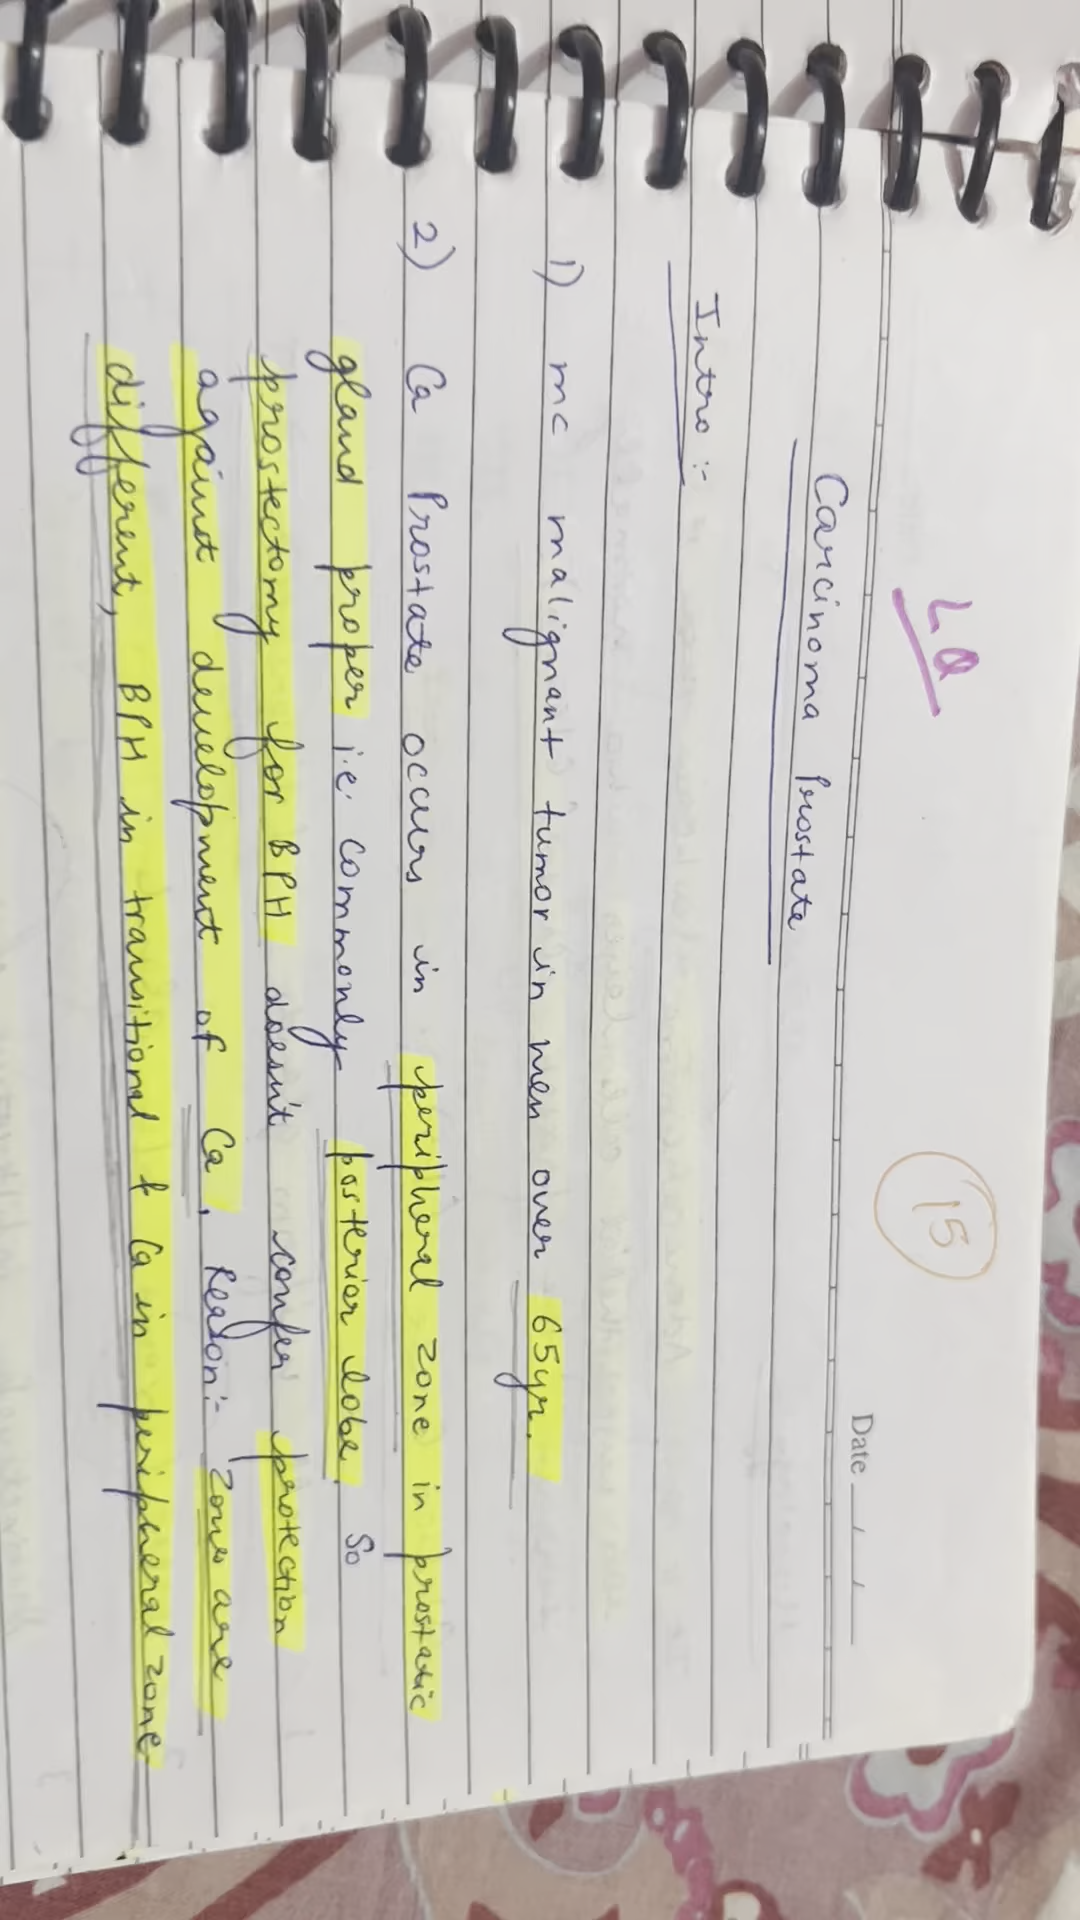 LQ
15
Date / /
Carcinoma Prostate
Intro :-
1) mc malignant tumor in men over 65yr.
2) Ca Prostate occurs in peripheral zone in prostatic
gland proper i.e. commonly posterior lobe So
prostectomy for BPH doesn't confer protection
against development of Ca, Reason:- Zones are
different, BPH in transitional & Ca in peripheral zone